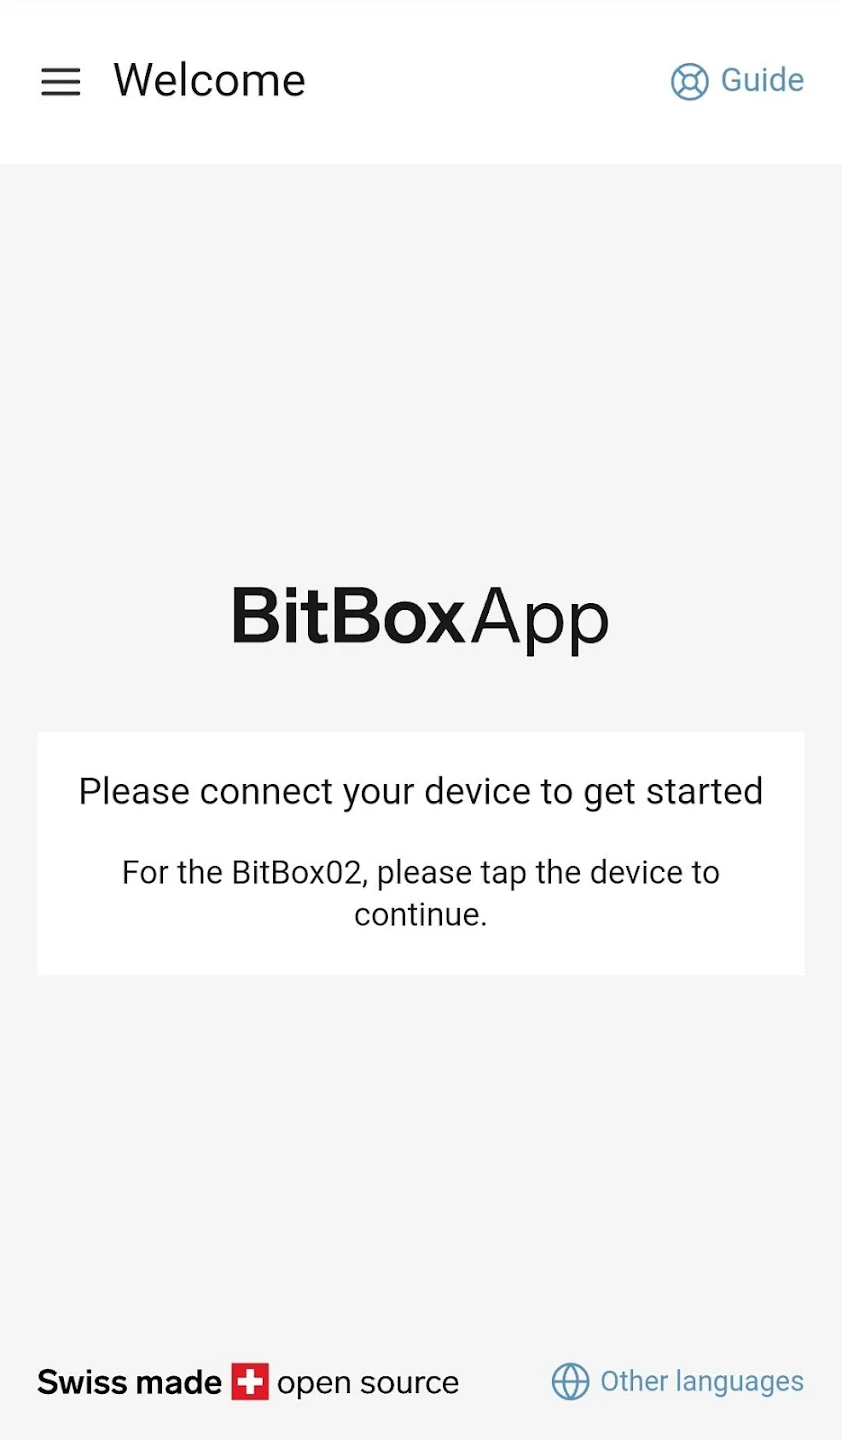 Welcome
Guide
BitBoxApp
Please connect your device to get started
For the BitBox02, please tap the device to
continue.
Swiss made open source
Other languages